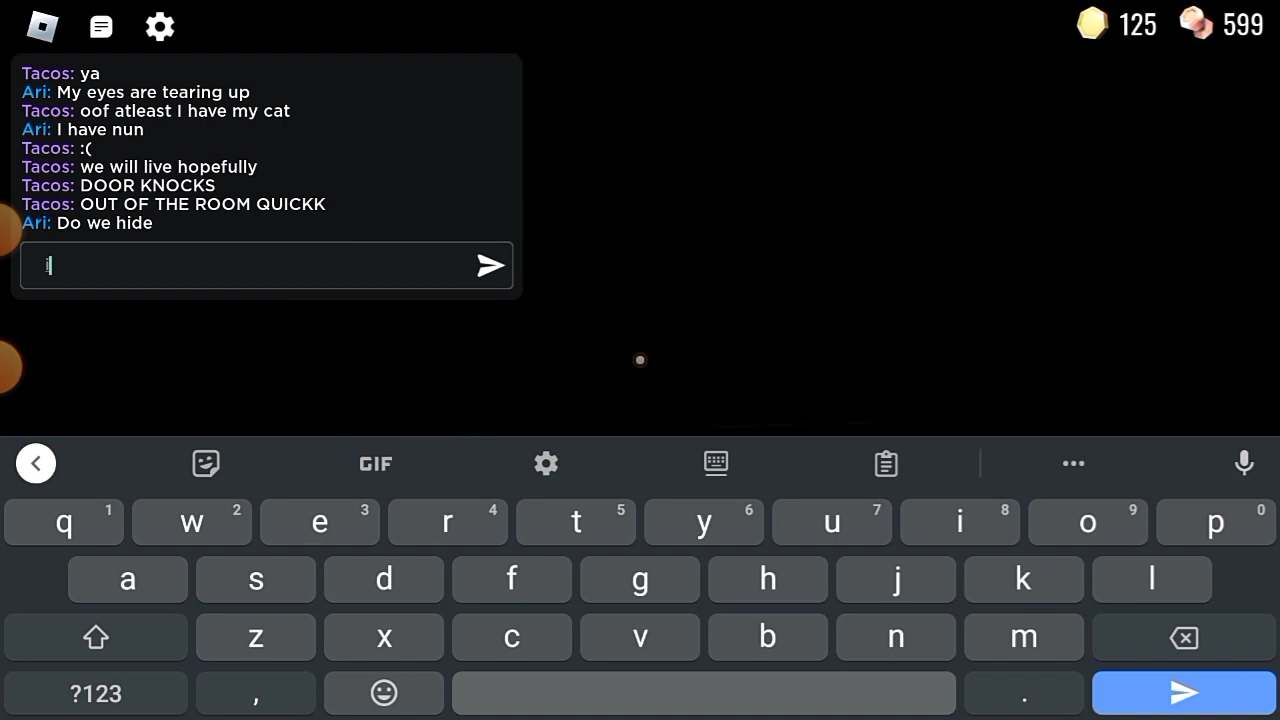 125
599
Tacos: ya
Ari: My eyes are tearing up
Tacos: oof atleast I have my cat
Ari: I have nun
Tacos: :(
Tacos: we will live hopefully
Tacos: DOOR KNOCKS
Tacos: OUT OF THE ROOM QUICKK
Ari: Do we hide
i
GIF
q 1 w 2 e 3 r 4 t 5 y 6 u 7 i 8 o 9 p 0
a s d f g h j k l
z x c v b n m
?123 , .